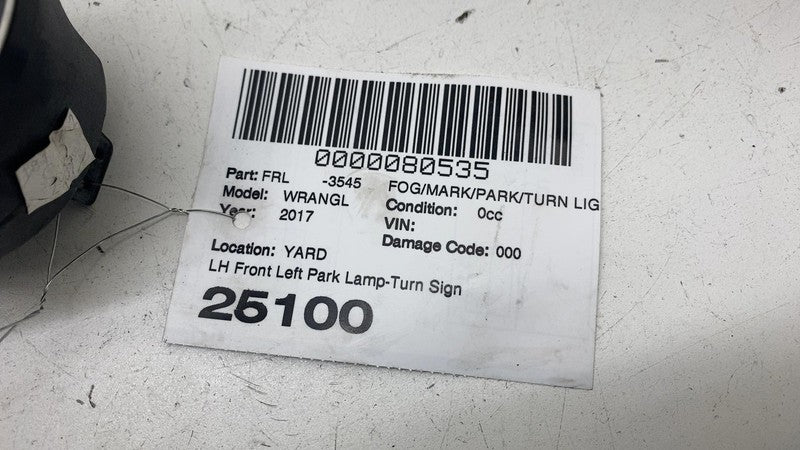 0000080535
Part: FRL -3545 FOG/MARK/PARK/TURN LIG
Model: WRANGL Condition: 0cc
Year: 2017 VIN:
Damage Code: 000
Location: YARD
LH Front Left Park Lamp-Turn Sign
25100